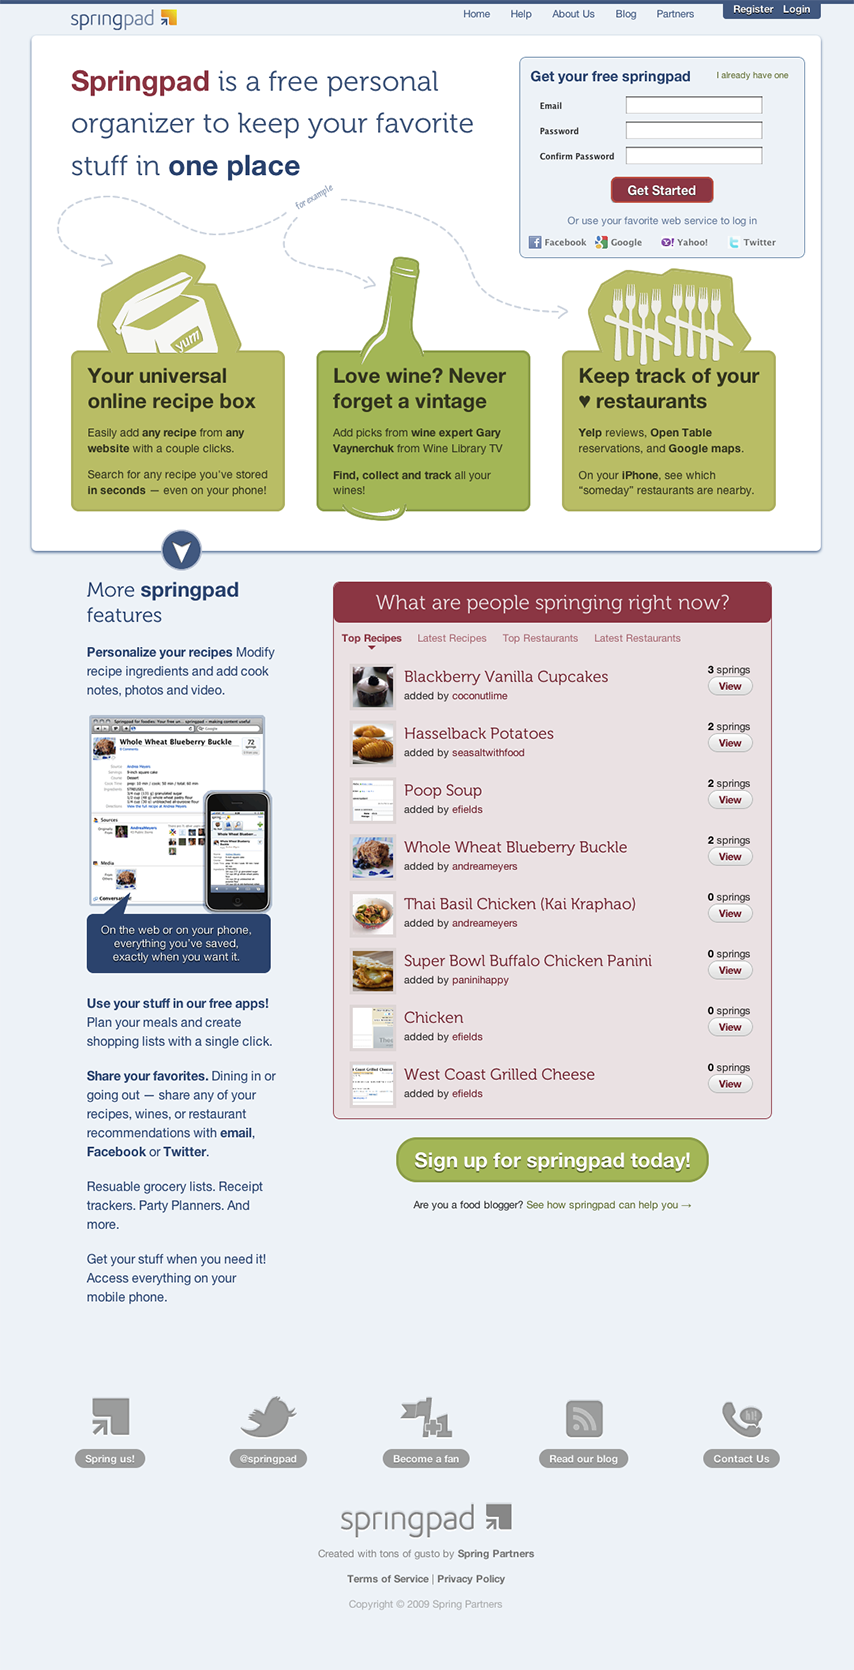 springpad
Home Help About Us Blog Partners Register Login
Springpad is a free personal
organizer to keep your favorite
stuff in one place
Get your free springpad I already have one
Email
Password
Confirm Password
Get Started
Or use your favorite web service to log in
Facebook Google Yahoo! Twitter
for example
yum
Your universal
online recipe box
Easily add any recipe from any
website with a couple clicks.
Search for any recipe you've stored
in seconds — even on your phone!
Love wine? Never
forget a vintage
Add picks from wine expert Gary
Vaynerchuk from Wine Library TV
Find, collect and track all your
wines!
Keep track of your
♥ restaurants
Yelp reviews, Open Table
reservations, and Google maps.
On your iPhone, see which
“someday” restaurants are nearby.
More springpad
features
Personalize your recipes Modify
recipe ingredients and add cook
notes, photos and video.
Whole Wheat Blueberry Buckle
72
Sources
Media
On the web or on your phone,
everything you've saved,
exactly when you want it.
Use your stuff in our free apps!
Plan your meals and create
shopping lists with a single click.
Share your favorites. Dining in or
going out — share any of your
recipes, wines, or restaurant
recommendations with email,
Facebook or Twitter.
Resuable grocery lists. Receipt
trackers. Party Planners. And
more.
Get your stuff when you need it!
Access everything on your
mobile phone.
What are people springing right now?
Top Recipes Latest Recipes Top Restaurants Latest Restaurants
Blackberry Vanilla Cupcakes
added by coconutlime
3 springs
View
Hasselback Potatoes
added by seasaltwithfood
2 springs
View
Poop Soup
added by efields
2 springs
View
Whole Wheat Blueberry Buckle
added by andreameyers
2 springs
View
Thai Basil Chicken (Kai Kraphao)
added by andreameyers
0 springs
View
Super Bowl Buffalo Chicken Panini
added by paninihappy
0 springs
View
Chicken
added by efields
0 springs
View
West Coast Grilled Cheese
added by efields
0 springs
View
Sign up for springpad today!
Are you a food blogger? See how springpad can help you →
+1
hi!
Spring us! @springpad Become a fan Read our blog Contact Us
springpad
Created with tons of gusto by Spring Partners
Terms of Service | Privacy Policy
Copyright © 2009 Spring Partners